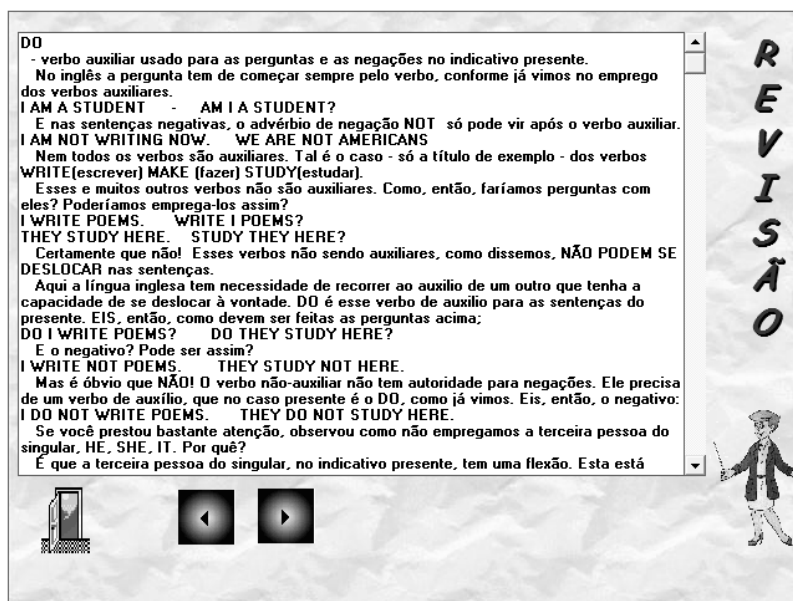 DO
- verbo auxiliar usado para as perguntas e as negações no indicativo presente.
No inglês a pergunta tem de começar sempre pelo verbo, conforme já vimos no emprego
dos verbos auxiliares.
I AM A STUDENT - AM I A STUDENT?
E nas sentenças negativas, o advérbio de negação NOT só pode vir após o verbo auxiliar.
I AM NOT WRITING NOW. WE ARE NOT AMERICANS
Nem todos os verbos são auxiliares. Tal é o caso - só a título de exemplo - dos verbos
WRITE(escrever) MAKE (fazer) STUDY(estudar).
Esses e muitos outros verbos não são auxiliares. Como, então, faríamos perguntas com
eles? Poderíamos emprega-los assim?
I WRITE POEMS. WRITE I POEMS?
THEY STUDY HERE. STUDY THEY HERE?
Certamente que não! Esses verbos não sendo auxiliares, como dissemos, NÃO PODEM SE
DESLOCAR nas sentenças.
Aqui a língua inglesa tem necessidade de recorrer ao auxilio de um outro que tenha a
capacidade de se deslocar à vontade. DO é esse verbo de auxilio para as sentenças do
presente. EIS, então, como devem ser feitas as perguntas acima;
DO I WRITE POEMS? DO THEY STUDY HERE?
E o negativo? Pode ser assim?
I WRITE NOT POEMS. THEY STUDY NOT HERE.
Mas é óbvio que NÃO! O verbo não-auxiliar não tem autoridade para negações. Ele precisa
de um verbo de auxílio, que no caso presente é o DO, como já vimos. Eis, então, o negativo:
I DO NOT WRITE POEMS. THEY DO NOT STUDY HERE.
Se você prestou bastante atenção, observou como não empregamos a terceira pessoa do
singular, HE, SHE, IT. Por quê?
É que a terceira pessoa do singular, no indicativo presente, tem uma flexão. Esta está
REVISÃO